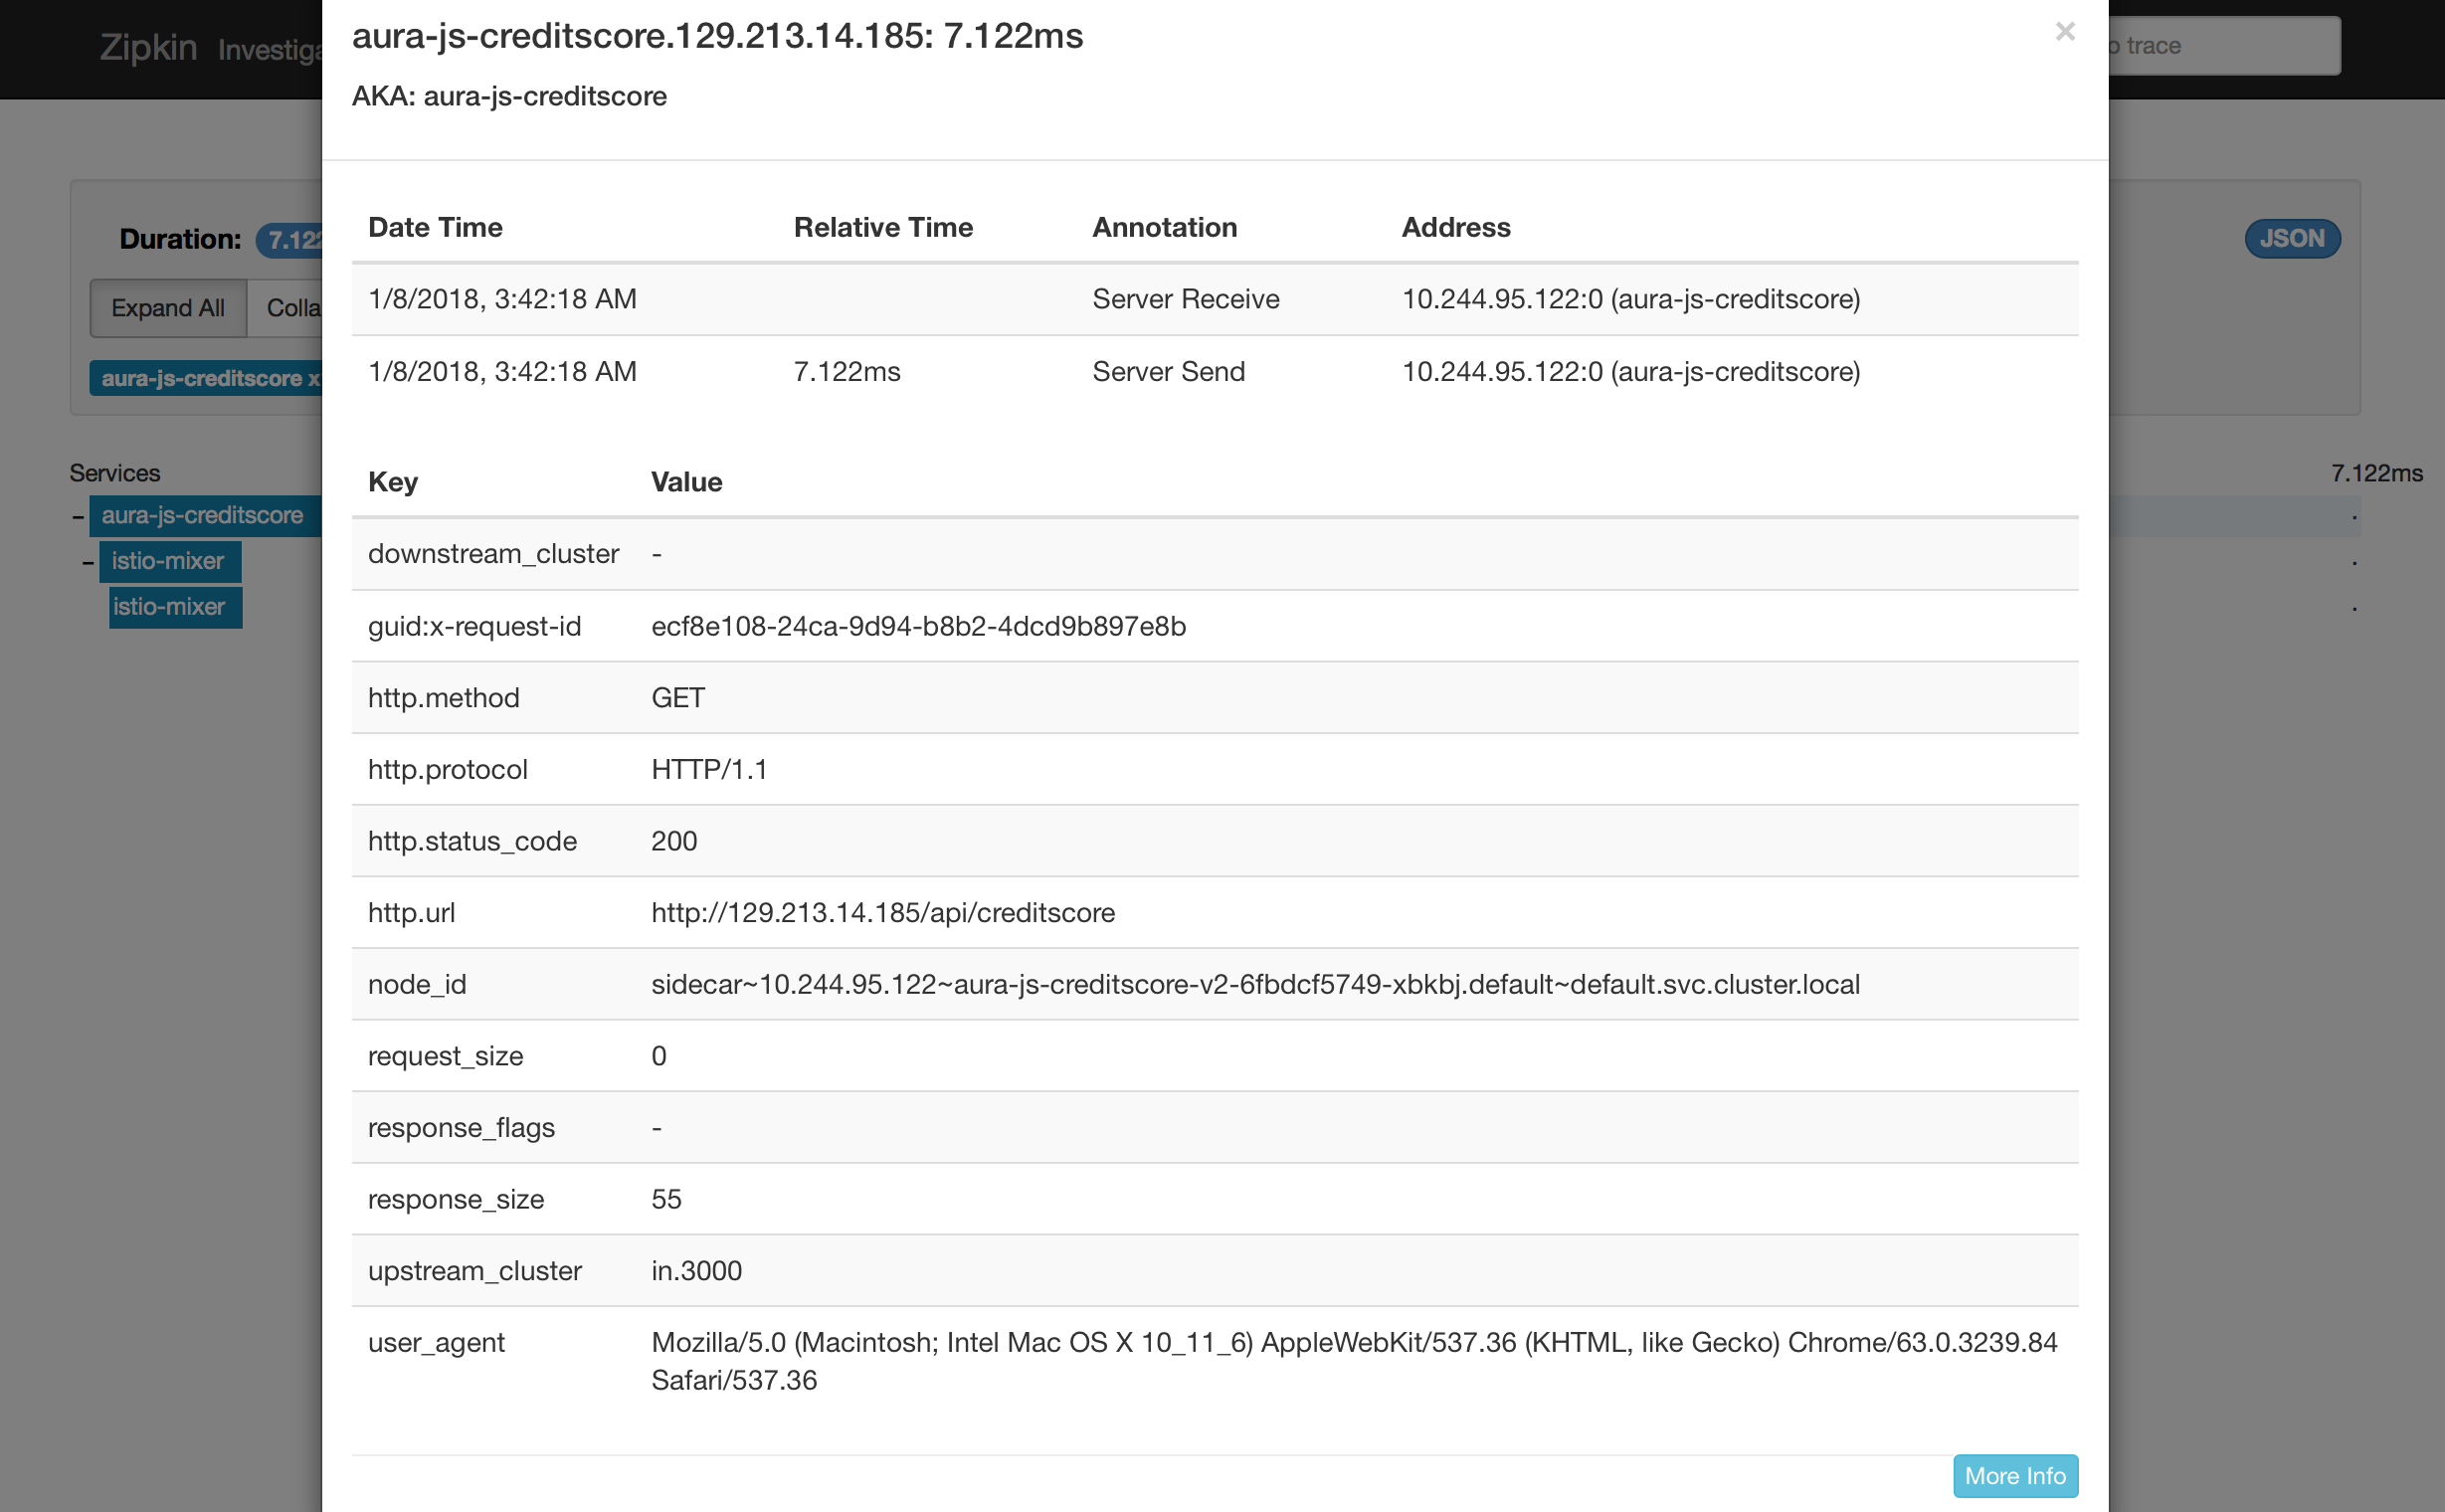 Zipkin Investiga
o trace
aura-js-creditscore.129.213.14.185: 7.122ms
×
AKA: aura-js-creditscore
Duration: 7.122
JSON
Expand All Colla
aura-js-creditscore x
Services
7.122ms
– aura-js-creditscore .
– istio-mixer .
istio-mixer .
Date Time Relative Time Annotation Address
1/8/2018, 3:42:18 AM Server Receive 10.244.95.122:0 (aura-js-creditscore)
1/8/2018, 3:42:18 AM 7.122ms Server Send 10.244.95.122:0 (aura-js-creditscore)
Key Value
downstream_cluster -
guid:x-request-id ecf8e108-24ca-9d94-b8b2-4dcd9b897e8b
http.method GET
http.protocol HTTP/1.1
http.status_code 200
http.url http://129.213.14.185/api/creditscore
node_id sidecar~10.244.95.122~aura-js-creditscore-v2-6fbdcf5749-xbkbj.default~default.svc.cluster.local
request_size 0
response_flags -
response_size 55
upstream_cluster in.3000
user_agent Mozilla/5.0 (Macintosh; Intel Mac OS X 10_11_6) AppleWebKit/537.36 (KHTML, like Gecko) Chrome/63.0.3239.84
Safari/537.36
More Info